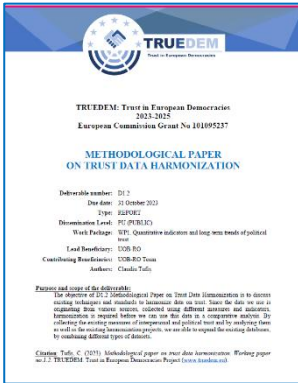 TRUEDEM
Trust in European Democracies
TRUEDEM: Trust in European Democracies
2023-2025
European Commission Grant No 101095237
METHODOLOGICAL PAPER
ON TRUST DATA HARMONIZATION
Deliverable number: D1.2
Due date: 31 October 2023
Type: REPORT
Dissemination Level: PU (PUBLIC)
Work Package: WP1. Quantitative indicators and long-term trends of political
trust
Lead Beneficiary: UOB-RO
Contributing Beneficiaries: UOB-RO Team
Authors: Claudiu Tufis
Purpose and scope of the deliverable:
The objective of D1.2 Methodological Paper on Trust Data Harmonization is to discuss
existing techniques and standards to harmonize data on trust. Since the data we use is
originating from various sources, collected using different measures and indicators,
harmonization is required before we can use this data in a comparative analysis. By
collecting the existing measures of interpersonal and political trust and by analyzing them
as well as the existing harmonization projects, we are able to expand the existing databases,
by combining different types of datasets.
Citation: Tufis, C. (2023). Methodological paper on trust data harmonization. Working paper
no.1.2. TRUEDEM: Trust in European Democracies Project (www.truedem.eu).